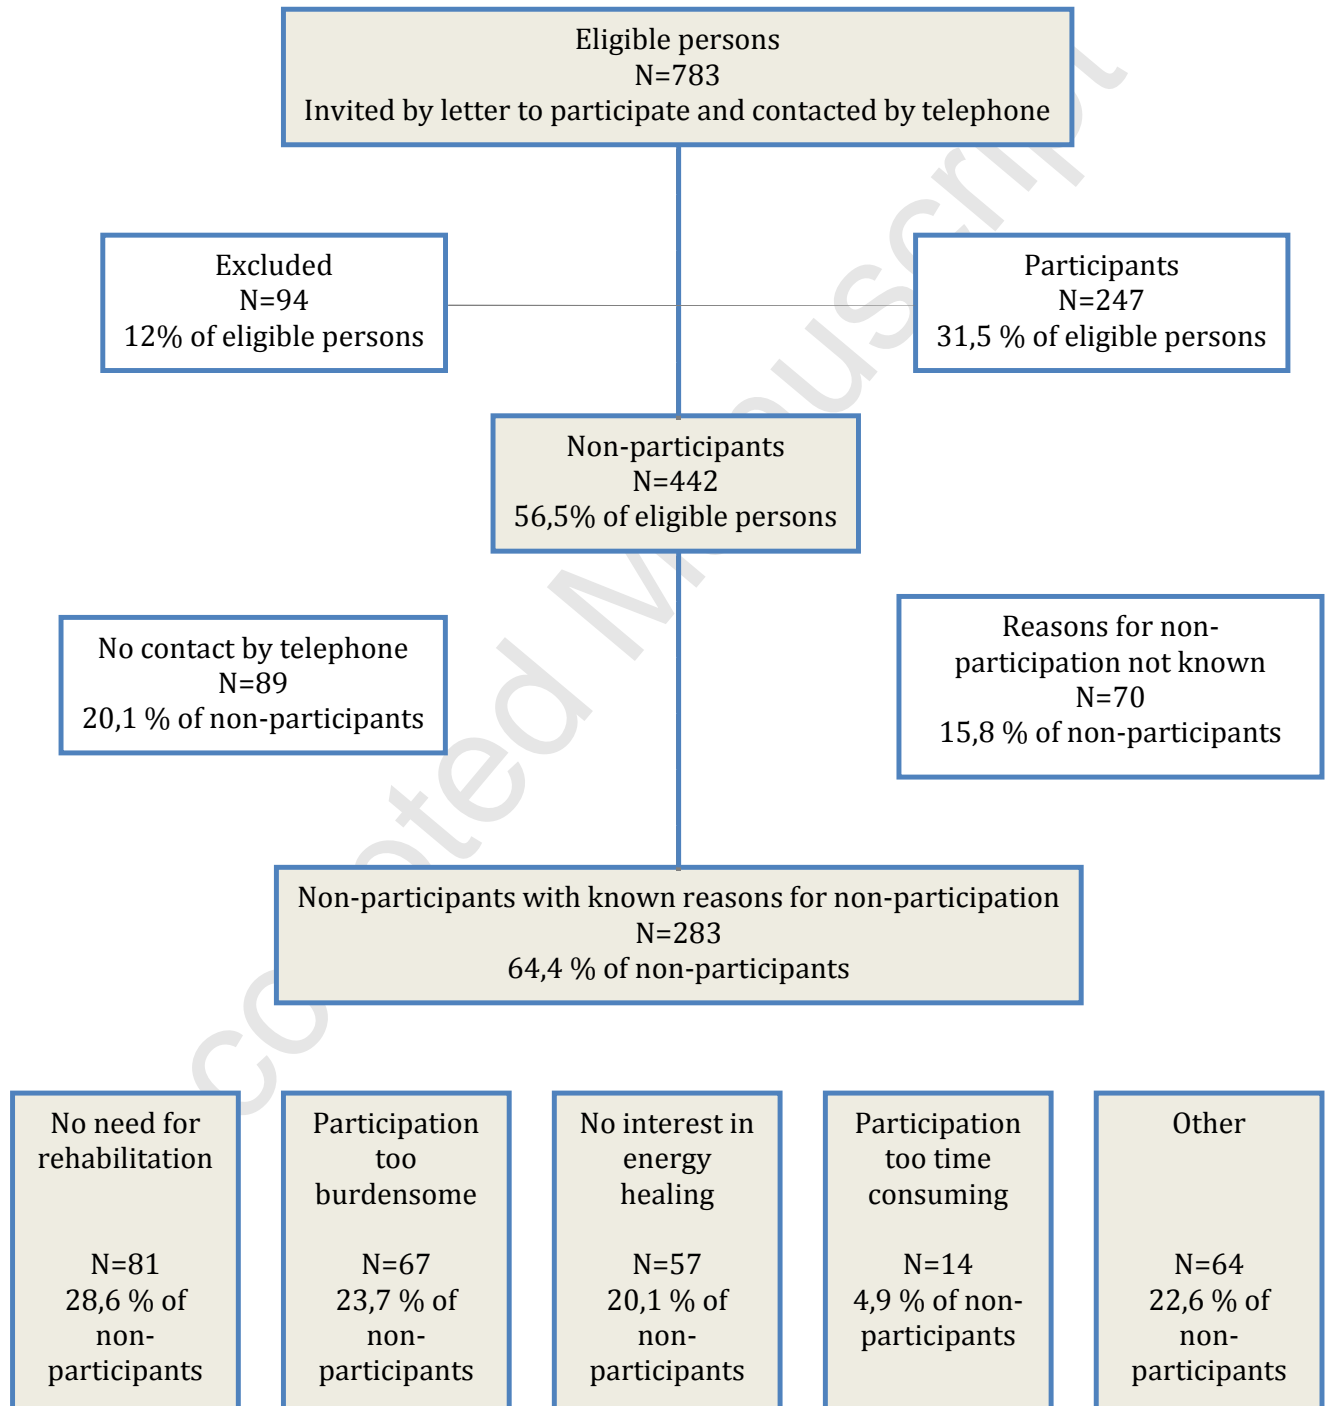 Eligible persons
N=783
Invited by letter to participate and contacted by telephone
Excluded
N=94
12% of eligible persons
Participants
N=247
31,5 % of eligible persons
Non-participants
N=442
56,5% of eligible persons
No contact by telephone
N=89
20,1 % of non-participants
Reasons for non-
participation not known
N=70
15,8 % of non-participants
Non-participants with known reasons for non-participation
N=283
64,4 % of non-participants
No need for
rehabilitation
N=81
28,6 % of
non-
participants
Participation
too
burdensome
N=67
23,7 % of
non-
participants
No interest in
energy
healing
N=57
20,1 % of
non-
participants
Participation
too time
consuming
N=14
4,9 % of non-
participants
Other
N=64
22,6 % of
non-
participants